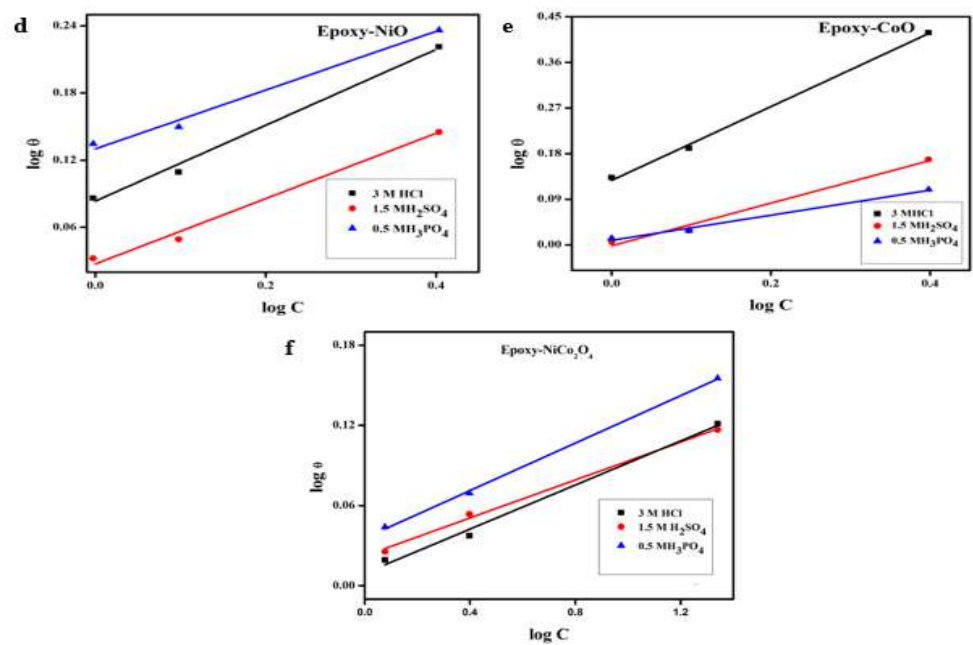 d
Epoxy-NiO
0.24
0.18
0.12
0.06
log θ
3 M HCl
1.5 MH₂SO₄
0.5 MH₃PO₄
0.0 0.2 0.4
log C
e
Epoxy-CoO
0.45
0.36
0.27
0.18
0.09
0.00
log θ
3 MHCl
1.5 MH₂SO₄
0.5 MH₃PO₄
0.0 0.2 0.4
log C
f
Epoxy-NiCo₂O₄
0.18
0.12
0.06
0.00
log θ
3 M HCl
1.5 M H₂SO₄
0.5 MH₃PO₄
0.0 0.4 0.8 1.2
log C